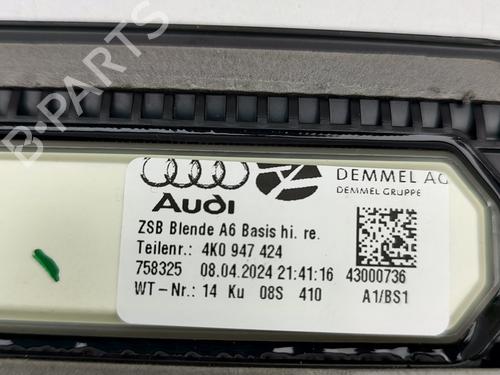 B-PARTS
DEMMEL AG
DEMMEL GRUPPE
Audi
ZSB Blende A6 Basis hi. re.
Teilenr.: 4K0 947 424
758325 08.04.2024 21:41:16 43000736
WT-Nr.: 14 Ku 08S 410 A1/BS1